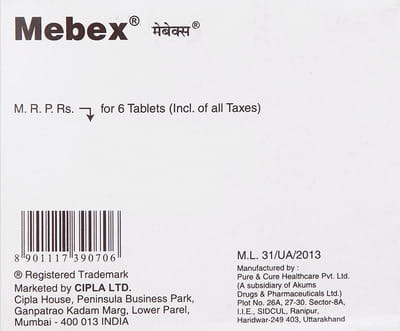 Mebex® मेबेक्स®
M. R. P. Rs. for 6 Tablets (Incl. of all Taxes)
8 901117 390706
® Registered Trademark
Marketed by CIPLA LTD.
Cipla House, Peninsula Business Park,
Ganpatrao Kadam Marg, Lower Parel,
Mumbai - 400 013 INDIA
M.L. 31/UA/2013
Manufactured by :
Pure & Cure Healthcare Pvt. Ltd.
(A subsidiary of Akums
Drugs & Pharmaceuticals Ltd.)
Plot No. 26A, 27-30. Sector-8A,
I.I.E., SIDCUL, Ranipur,
Haridwar-249 403, Uttarakhand